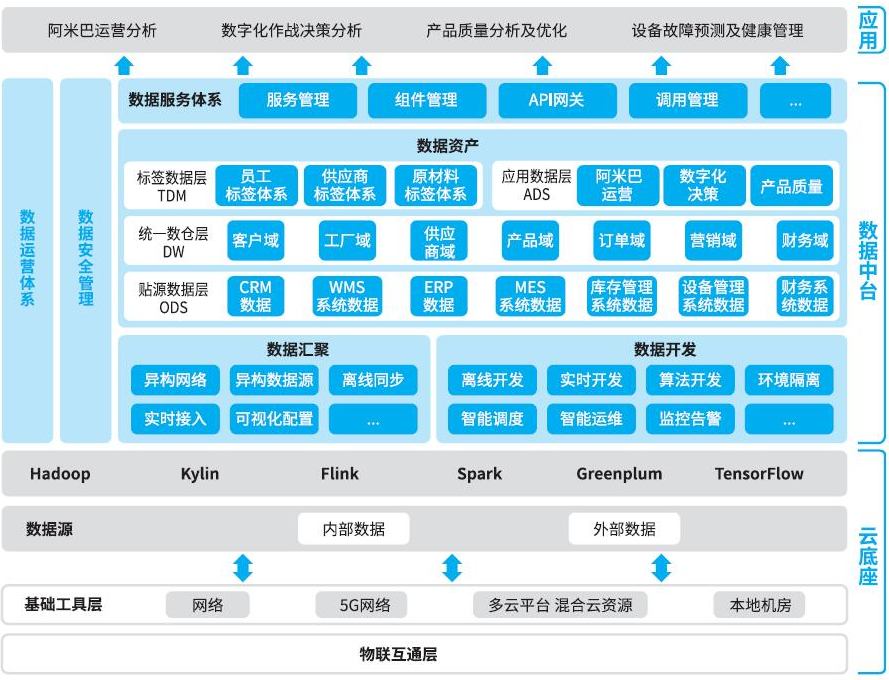 阿米巴运营分析 数字化作战决策分析 产品质量分析及优化 设备故障预测及健康管理
应用
数据运营体系
数据安全管理
数据服务体系 服务管理 组件管理 API网关 调用管理 ...
数据资产
标签数据层
TDM
员工
标签体系
供应商
标签体系
原材料
标签体系
应用数据层
ADS
阿米巴
运营
数字化
决策
产品质量
统一数仓层
DW
客户域
工厂域
供应
商域
产品域
订单域
营销域
财务域
贴源数据层
ODS
CRM
数据
WMS
系统数据
ERP
数据
MES
系统数据
库存管理
系统数据
设备管理
系统数据
财务系
统数据
数据汇聚
异构网络 异构数据源 离线同步
实时接入 可视化配置 ...
数据开发
离线开发 实时开发 算法开发 环境隔离
智能调度 智能运维 监控告警 ...
数据中台
Hadoop Kylin Flink Spark Greenplum TensorFlow
数据源 内部数据 外部数据
基础工具层 网络 5G网络 多云平台 混合云资源 本地机房
物联互通层
云底座